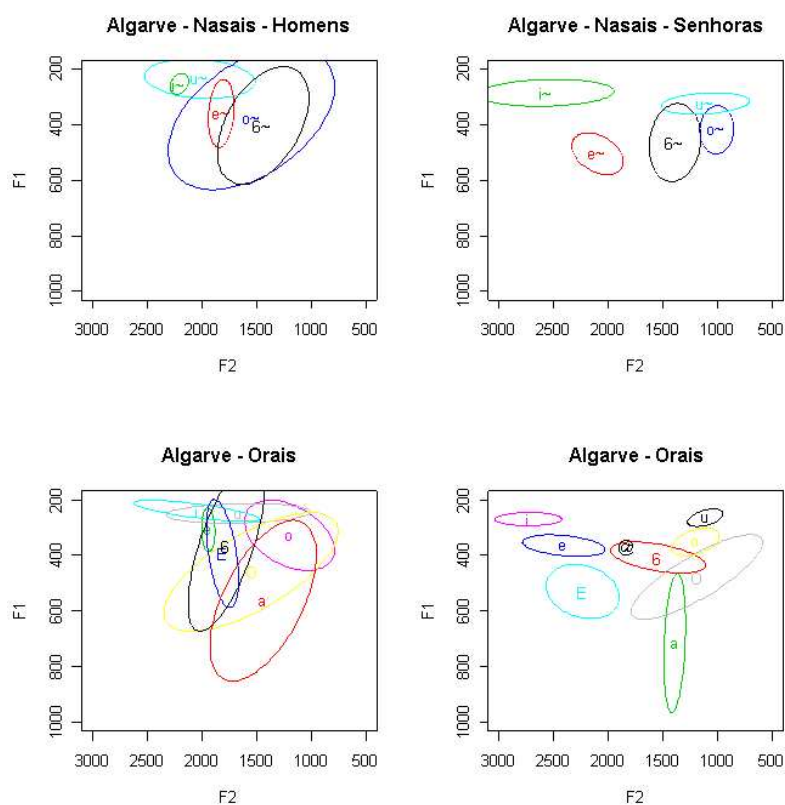 Algarve - Nasais - Homens
200
400
600
800
1000
F1
i~
u~
e~
o~
6~
3000 2500 2000 1500 1000 500
F2
Algarve - Nasais - Senhoras
200
400
600
800
1000
F1
i~
u~
e~
6~
o~
3000 2500 2000 1500 1000 500
F2
Algarve - Orais
200
400
600
800
1000
F1
6
E
o
a
3000 2500 2000 1500 1000 500
F2
Algarve - Orais
200
400
600
800
1000
F1
i
u
e
@
6
E
a
3000 2500 2000 1500 1000 500
F2